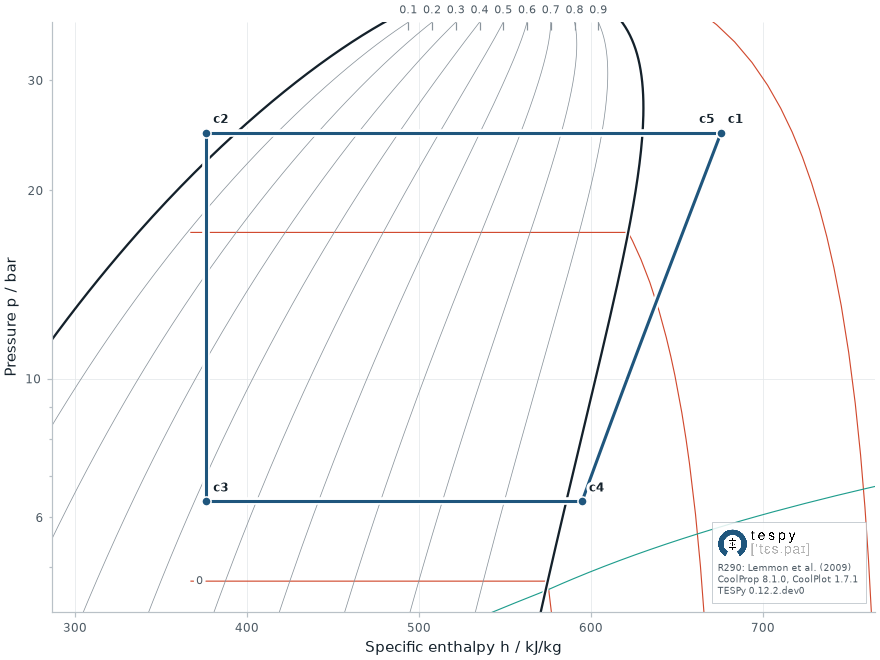 0.1 0.2 0.3 0.4 0.5 0.6 0.7 0.8 0.9
30
20
10
6
c2
c5 c1
c3
c4
0
Pressure p / bar
300 400 500 600 700
Specific enthalpy h / kJ/kg
tespy
[ˈtɛs.paɪ]
R290: Lemmon et al. (2009)
CoolProp 8.1.0, CoolPlot 1.7.1
TESPy 0.12.2.dev0